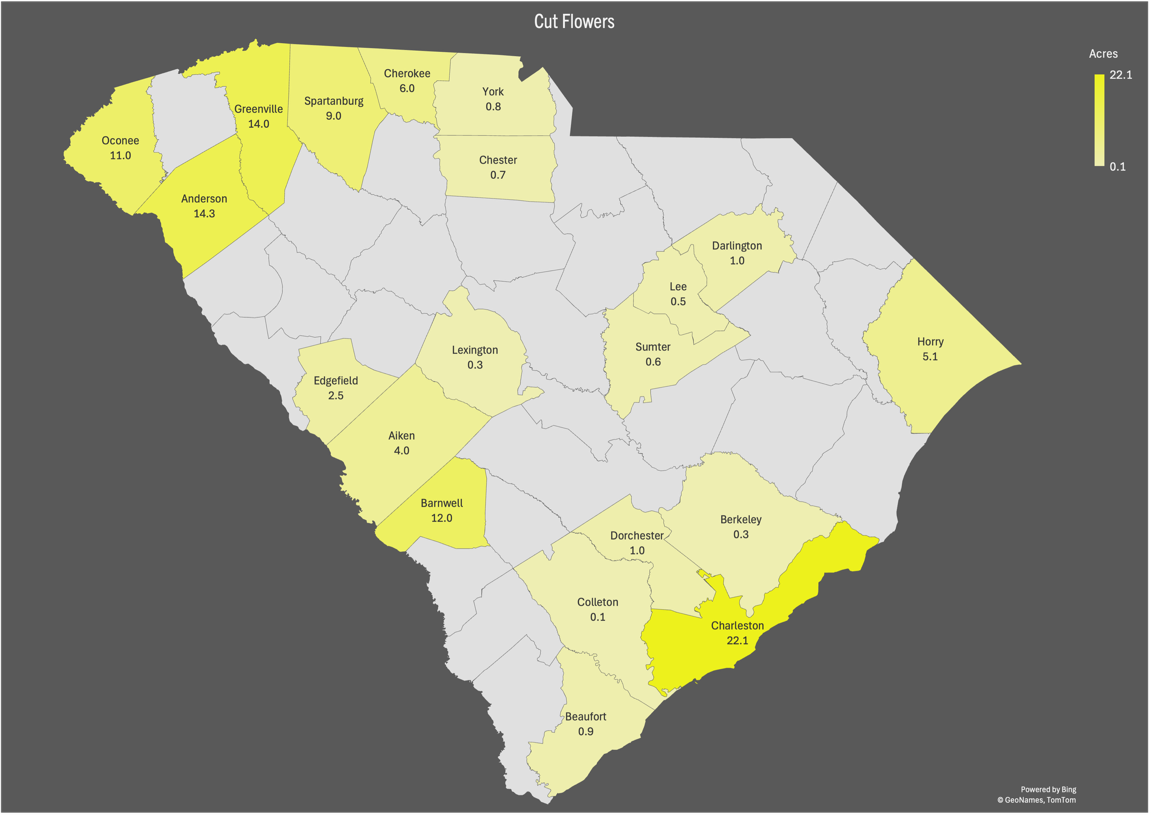 Cut Flowers
Acres
22.1
0.1
Cherokee
6.0
York
0.8
Spartanburg
9.0
Greenville
14.0
Oconee
11.0
Chester
0.7
Anderson
14.3
Darlington
1.0
Lee
0.5
Horry
5.1
Sumter
0.6
Lexington
0.3
Edgefield
2.5
Aiken
4.0
Barnwell
12.0
Berkeley
0.3
Dorchester
1.0
Colleton
0.1
Charleston
22.1
Beaufort
0.9
Powered by Bing
© GeoNames, TomTom